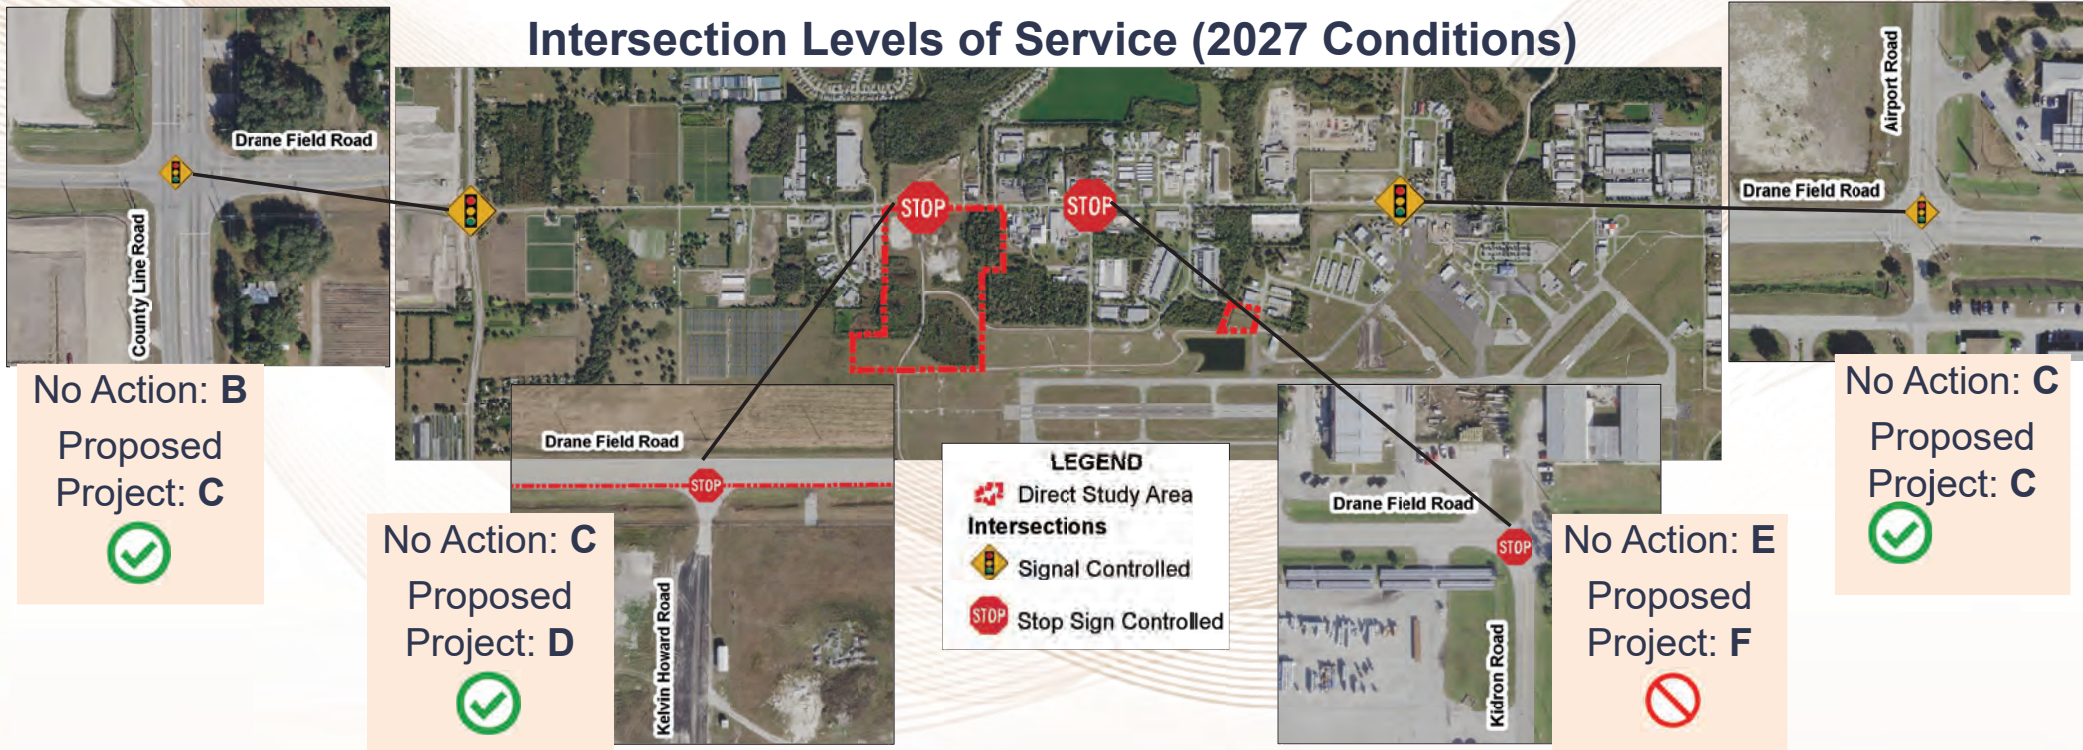 Intersection Levels of Service (2027 Conditions)
Drane Field Road
County Line Road
No Action: B
Proposed
Project: C
STOP
STOP
Drane Field Road
STOP
Kelvin Howard Road
No Action: C
Proposed
Project: D
LEGEND
Direct Study Area
Intersections
Signal Controlled
STOP
Stop Sign Controlled
Drane Field Road
STOP
Kidron Road
No Action: E
Proposed
Project: F
Airport Road
Drane Field Road
No Action: C
Proposed
Project: C